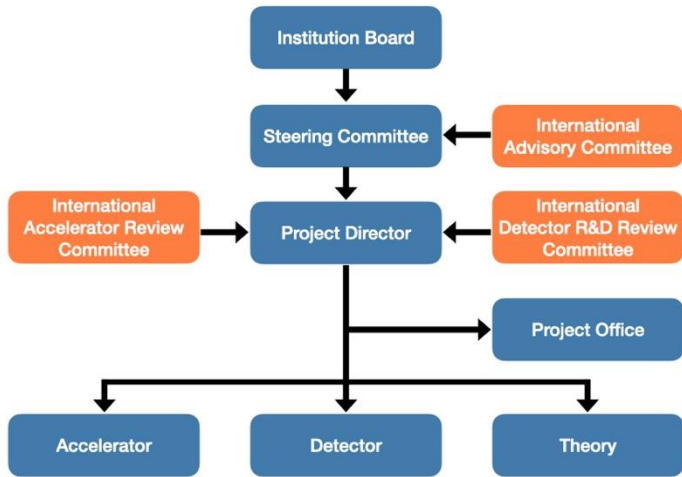 Institution Board
Steering Committee
International
Advisory Committee
International
Accelerator Review
Committee
Project Director
International
Detector R&D Review
Committee
Project Office
Accelerator
Detector
Theory